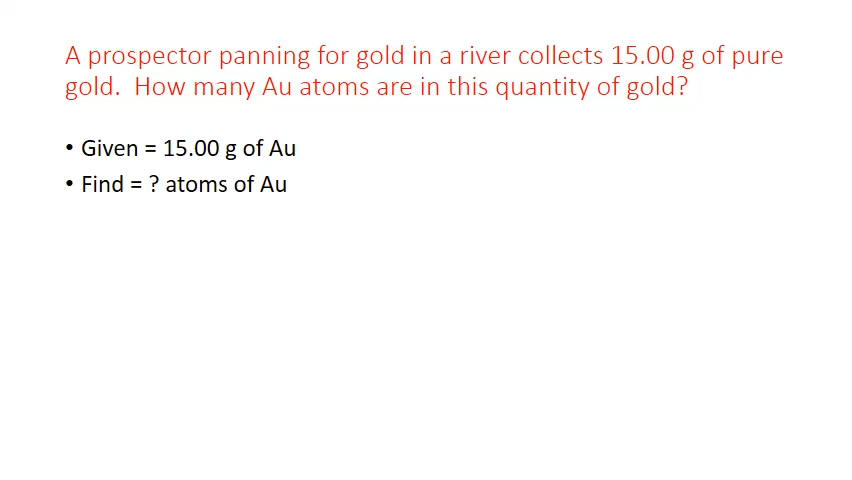 A prospector panning for gold in a river collects 15.00 g of pure
gold.  How many Au atoms are in this quantity of gold?
• Given = 15.00 g of Au
• Find = ? atoms of Au